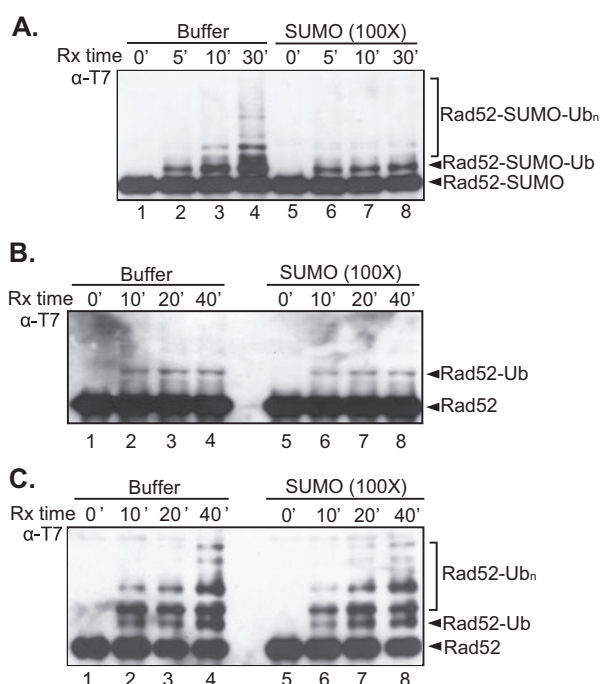 A.
Buffer SUMO (100X)
Rx time 0' 5' 10' 30' 0' 5' 10' 30'
α-T7
Rad52-SUMO-Ubn
Rad52-SUMO-Ub
Rad52-SUMO
1 2 3 4 5 6 7 8
B.
Buffer SUMO (100X)
Rx time 0' 10' 20' 40' 0' 10' 20' 40'
α-T7
Rad52-Ub
Rad52
1 2 3 4 5 6 7 8
C.
Buffer SUMO (100X)
Rx time 0' 10' 20' 40' 0' 10' 20' 40'
α-T7
Rad52-Ubn
Rad52-Ub
Rad52
1 2 3 4 5 6 7 8